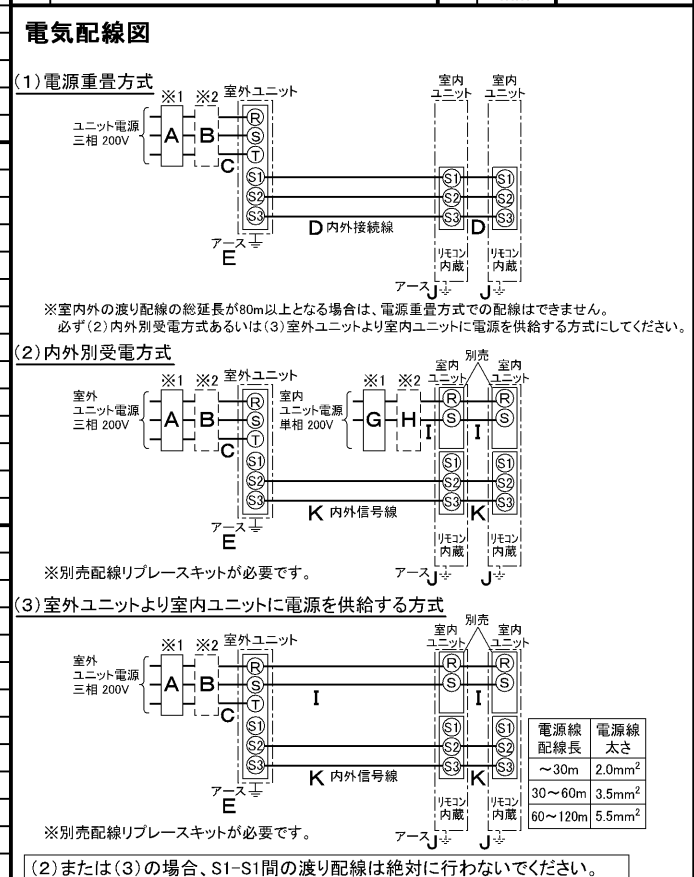 電気配線図
(1)電源重畳方式
※1 ※2 室外ユニット
室内ユニット 室内ユニット
ユニット電源
三相 200V
A B C
R
S
T
S1 S1 S1
S2 S2 S2
S3 S3 S3
D 内外接続線 D
アース
E
リモコン内蔵 リモコン内蔵
アース J J
※室内外の渡り配線の総延長が80m以上となる場合は、電源重畳方式での配線はできません。
必ず(2)内外別受電方式あるいは(3)室外ユニットより室内ユニットに電源を供給する方式にしてください。
(2)内外別受電方式
別売
※1 ※2 室外ユニット ※1 ※2
室内ユニット 室内ユニット
室外
ユニット電源
三相 200V
室内
ユニット電源
単相 200V
A B C G H I I
R R R
S S S
T
S1 S1 S1
S2 S2 S2
S3 S3 S3
K 内外信号線 K
アース
E
リモコン内蔵 リモコン内蔵
※別売配線リプレースキットが必要です。
アース J J
(3)室外ユニットより室内ユニットに電源を供給する方式
別売
※1 ※2 室外ユニット
室内ユニット 室内ユニット
室外
ユニット電源
三相 200V
A B C I I
R R R
S S S
T
S1 S1 S1
S2 S2 S2
S3 S3 S3
K 内外信号線 K
アース
E
リモコン内蔵 リモコン内蔵
電源線配線長 電源線太さ
~30m 2.0mm²
30~60m 3.5mm²
60~120m 5.5mm²
※別売配線リプレースキットが必要です。
アース J J
(2)または(3)の場合、S1-S1間の渡り配線は絶対に行わないでください。